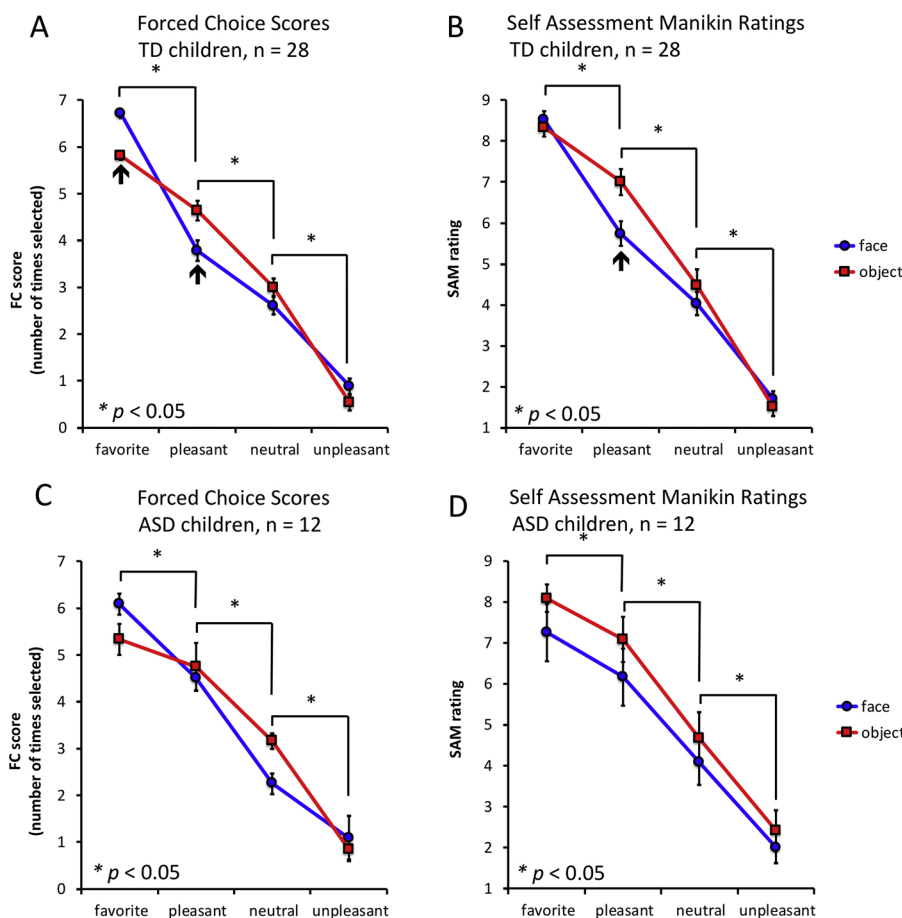 A
Forced Choice Scores
TD children, n = 28
*
*
*
7
6
5
4
3
2
1
0
FC score
(number of times selected)
* p < 0.05
favorite pleasant neutral unpleasant
B
Self Assessment Manikin Ratings
TD children, n = 28
*
*
*
9
8
7
6
5
4
3
2
1
SAM rating
* p < 0.05
favorite pleasant neutral unpleasant
face
object
C
Forced Choice Scores
ASD children, n = 12
*
*
*
7
6
5
4
3
2
1
0
FC score
(number of times selected)
* p < 0.05
favorite pleasant neutral unpleasant
D
Self Assessment Manikin Ratings
ASD children, n = 12
*
*
*
9
8
7
6
5
4
3
2
1
SAM rating
* p < 0.05
favorite pleasant neutral unpleasant
face
object